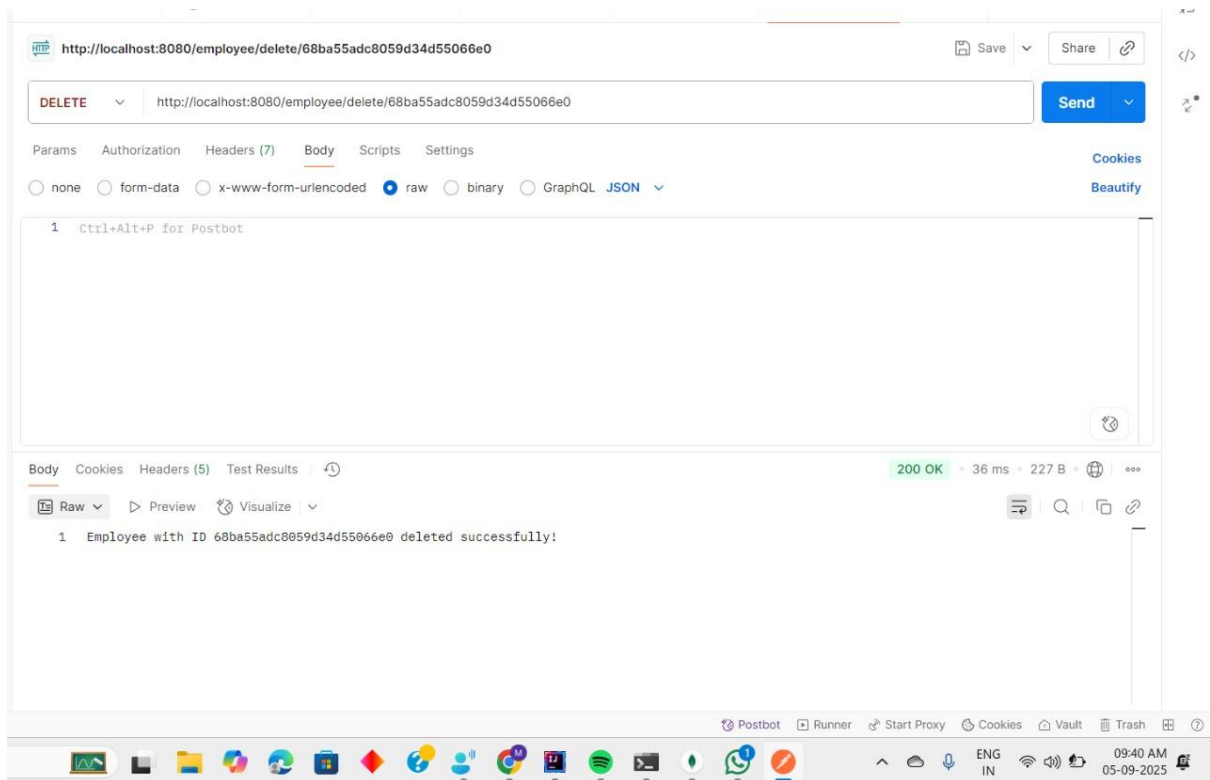 HTTP http://localhost:8080/employee/delete/68ba55adc8059d34d55066e0 Save Share
DELETE http://localhost:8080/employee/delete/68ba55adc8059d34d55066e0 Send
Params Authorization Headers (7) Body Scripts Settings Cookies
none form-data x-www-form-urlencoded raw binary GraphQL JSON Beautify
1 Ctrl+Alt+P for Postbot
Body Cookies Headers (5) Test Results 200 OK 36 ms 227 B
Raw Preview Visualize
1 Employee with ID 68ba55adc8059d34d55066e0 deleted successfully!
Postbot Runner Start Proxy Cookies Vault Trash
ENG 09:40 AM
IN 05-09-2025